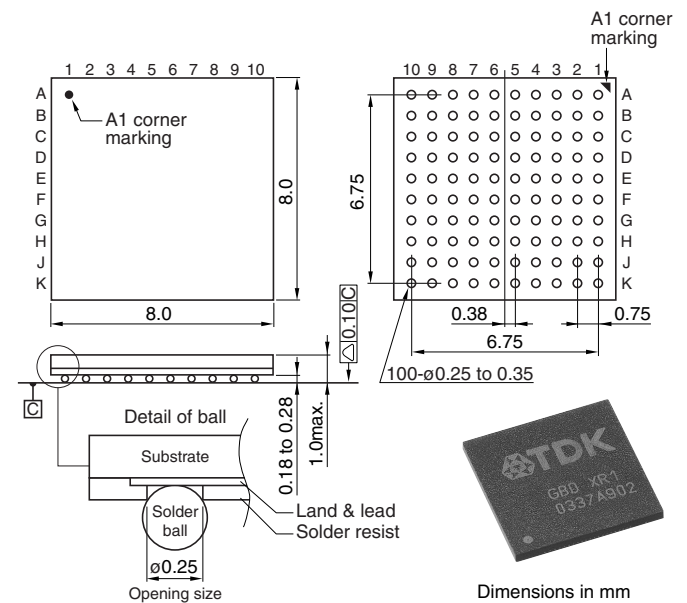 A1 corner
marking
1 2 3 4 5 6 7 8 9 10
A
B
C
D
E
F
G
H
J
K
A1 corner
marking
8.0
8.0
10 9 8 7 6 5 4 3 2 1
A
B
C
D
E
F
G
H
J
K
6.75
0.38
0.75
6.75
100-ø0.25 to 0.35
0.10 C
C
0.18 to 0.28
1.0max.
Detail of ball
Substrate
Land & lead
Solder resist
Solder
ball
ø0.25
Opening size
TDK
GBD XR1
0337A902
Dimensions in mm